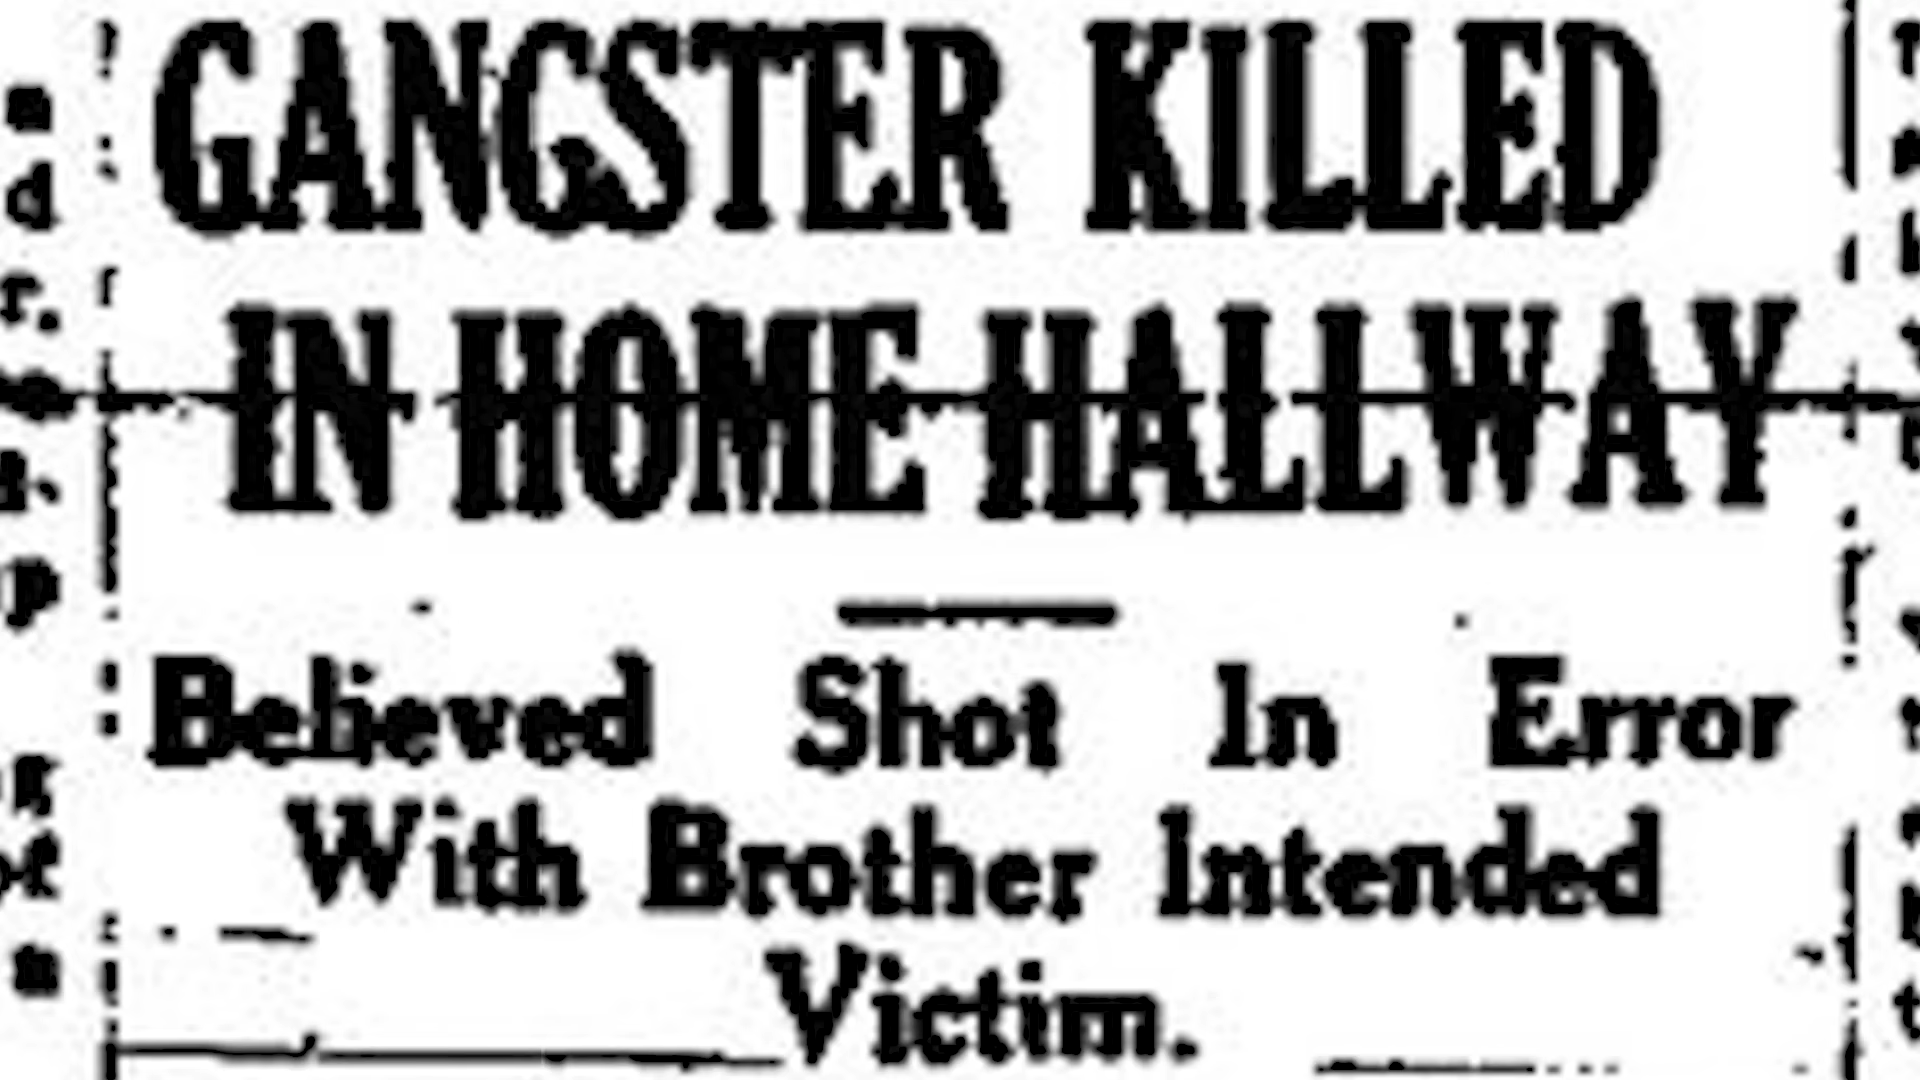 GANGSTER KILLED
IN HOME HALLWAY
Believed Shot In Error
With Brother Intended
Victim.